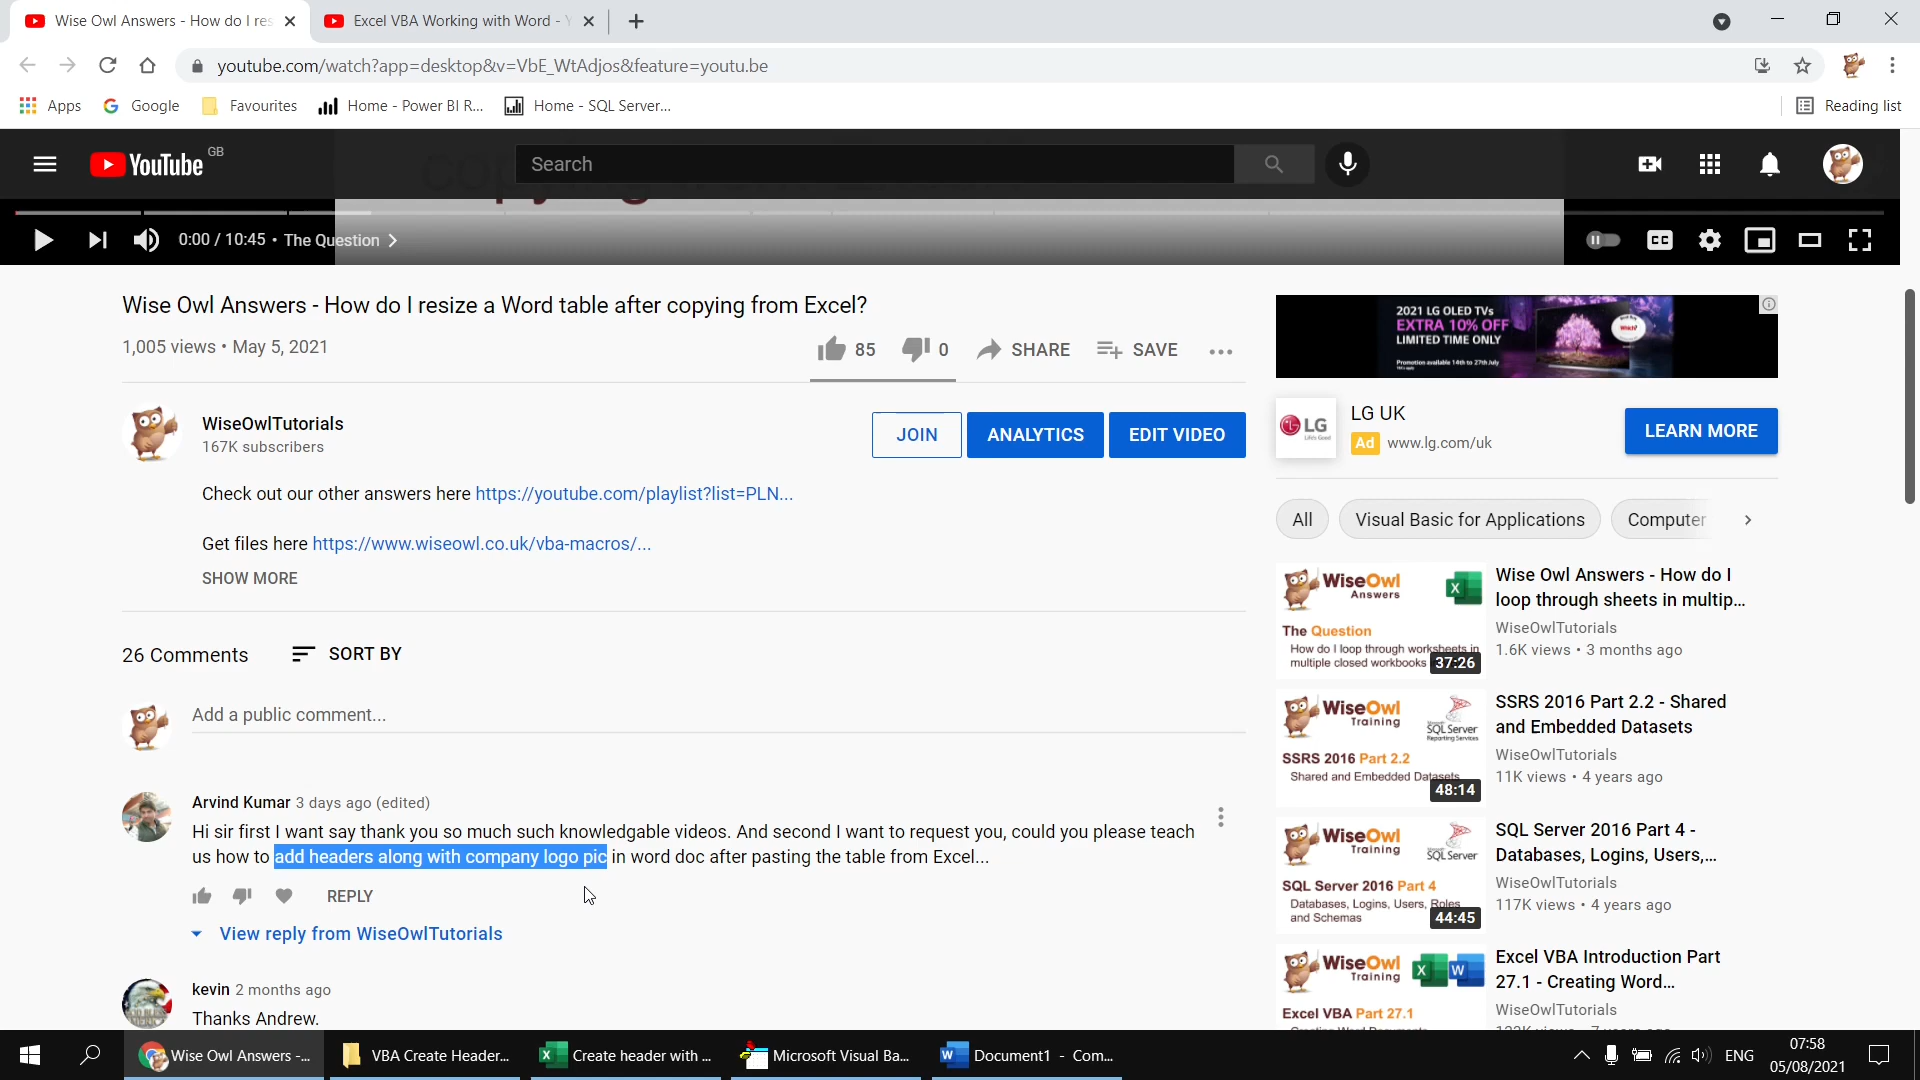 Wise Owl Answers - How do I res
Excel VBA Working with Word - Y
youtube.com/watch?app=desktop&v=VbE_WtAdjos&feature=youtu.be
Apps
Google
Favourites
Home - Power BI R...
Home - SQL Server...
Reading list
YouTube GB
Search
0:00 / 10:45 • The Question
CC
Wise Owl Answers - How do I resize a Word table after copying from Excel?
1,005 views • May 5, 2021
85
0
SHARE
SAVE
WiseOwlTutorials
167K subscribers
JOIN
ANALYTICS
EDIT VIDEO
Check out our other answers here https://youtube.com/playlist?list=PLN...
Get files here https://www.wiseowl.co.uk/vba-macros/...
SHOW MORE
26 Comments
SORT BY
Add a public comment...
Arvind Kumar 3 days ago (edited)
Hi sir first I want say thank you so much such knowledgable videos. And second I want to request you, could you please teach
us how to add headers along with company logo pic in word doc after pasting the table from Excel...
REPLY
View reply from WiseOwlTutorials
kevin 2 months ago
Thanks Andrew.
2021 LG OLED TVs
EXTRA 10% OFF
LIMITED TIME ONLY
Promotion available 14th to 27th July
Which?
LG
Life's Good
LG UK
Ad www.lg.com/uk
LEARN MORE
All
Visual Basic for Applications
Computer
WiseOwl
Answers
The Question
How do I loop through worksheets in
multiple closed workbooks
37:26
Wise Owl Answers - How do I
loop through sheets in multip...
WiseOwlTutorials
1.6K views • 3 months ago
WiseOwl
Training
SQL Server
Reporting Services
SSRS 2016 Part 2.2
Shared and Embedded Datasets
48:14
SSRS 2016 Part 2.2 - Shared
and Embedded Datasets
WiseOwlTutorials
11K views • 4 years ago
WiseOwl
Training
SQL Server
SQL Server 2016 Part 4
Databases, Logins, Users, Roles
and Schemas
44:45
SQL Server 2016 Part 4 -
Databases, Logins, Users,...
WiseOwlTutorials
117K views • 4 years ago
WiseOwl
Training
Excel VBA Part 27.1
Excel VBA Introduction Part
27.1 - Creating Word...
WiseOwlTutorials
Wise Owl Answers -...
VBA Create Header...
Create header with ...
Microsoft Visual Ba...
Document1 - Com...
ENG
07:58
05/08/2021